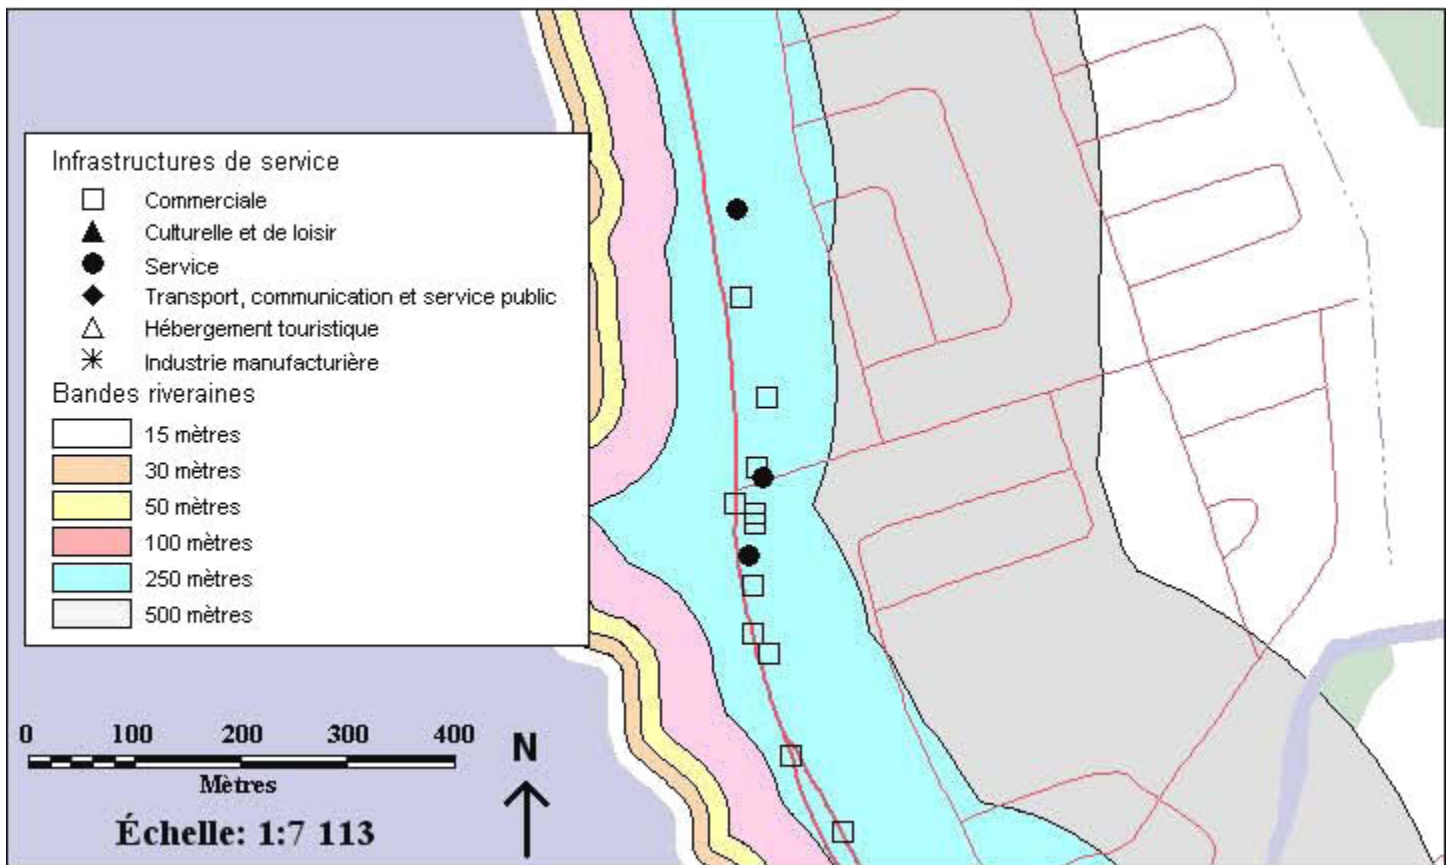 Infrastructures de service
Commerciale
Culturelle et de loisir
Service
Transport, communication et service public
Hébergement touristique
Industrie manufacturière
Bandes riveraines
15 mètres
30 mètres
50 mètres
100 mètres
250 mètres
500 mètres
0 100 200 300 400
Mètres
Échelle: 1:7 113
N